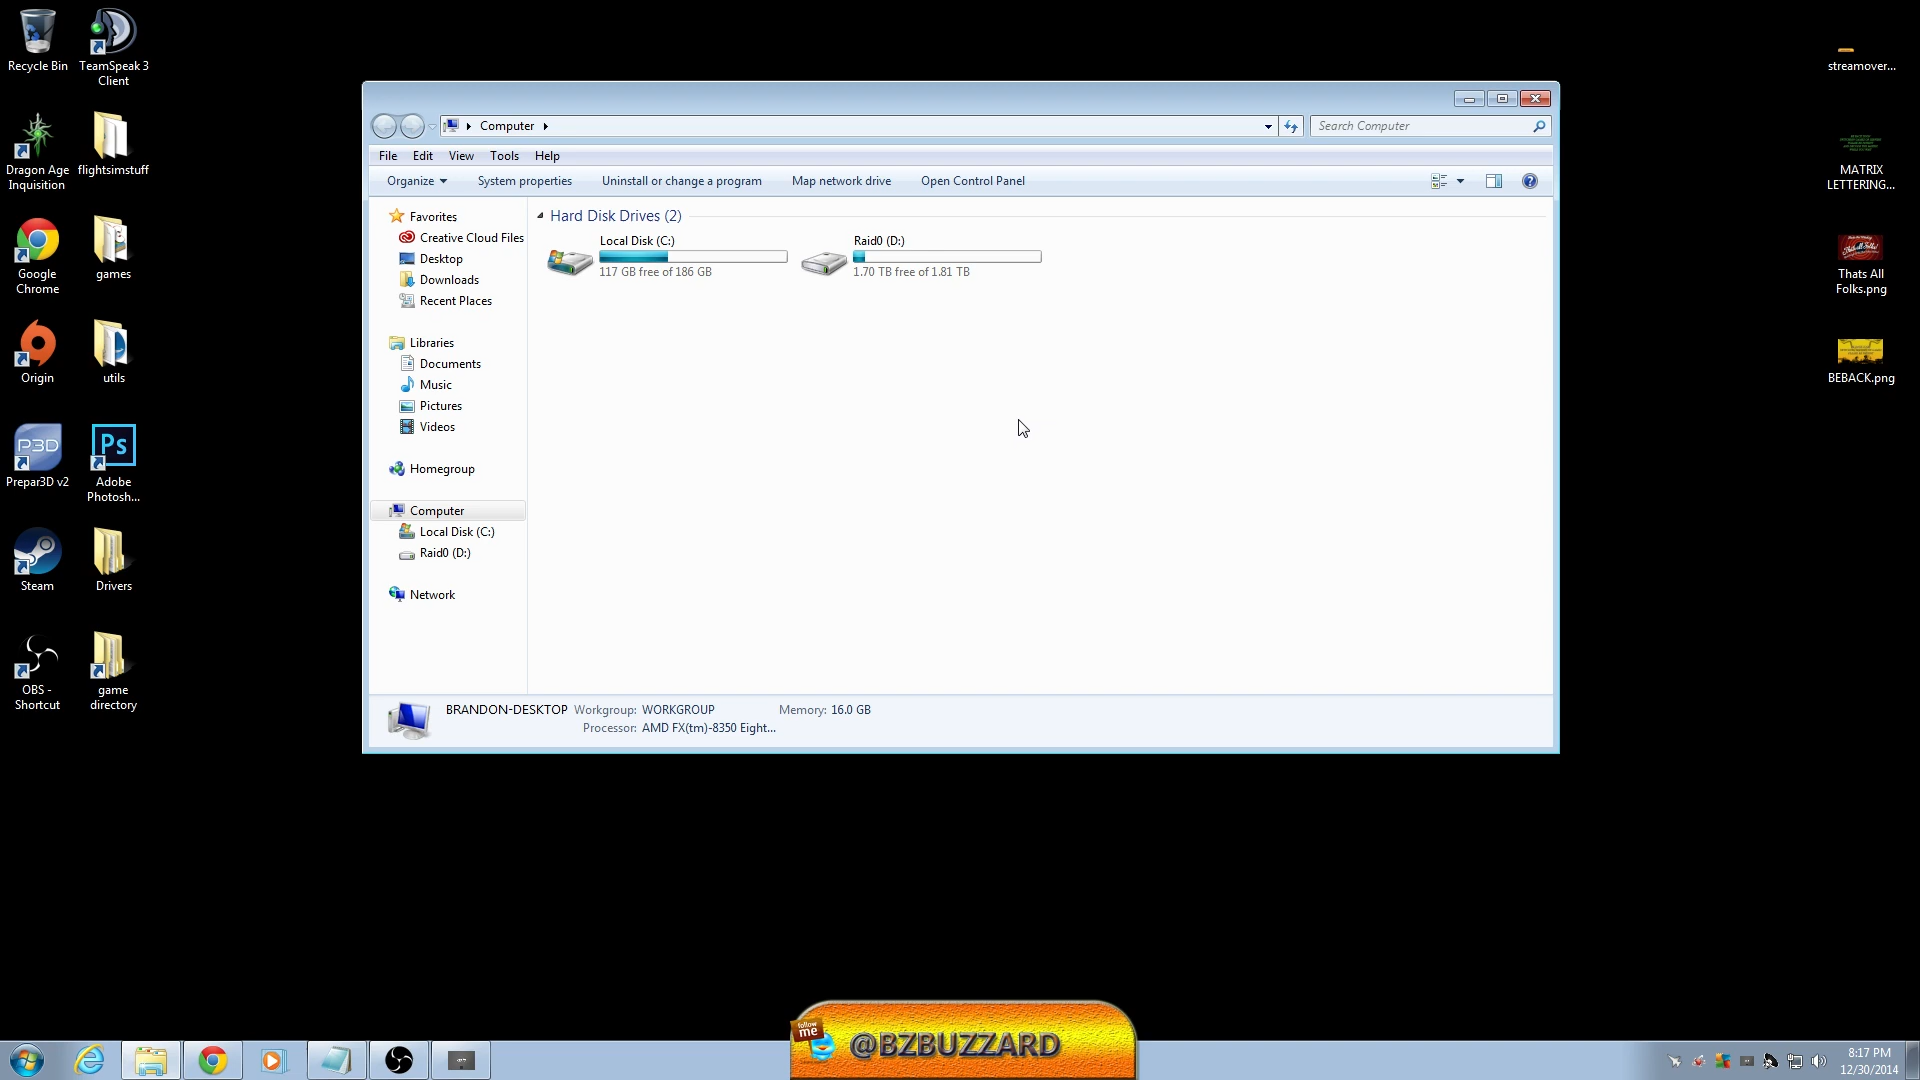 Recycle Bin
TeamSpeak 3
Client
Dragon Age
Inquisition
flightsimstuff
Google
Chrome
games
Origin
utils
P3D
Prepar3D v2
Ps
Adobe
Photosh...
Steam
Drivers
OBS -
Shortcut
game
directory
Computer
Search Computer
File Edit View Tools Help
Organize System properties Uninstall or change a program Map network drive Open Control Panel
Favorites
Creative Cloud Files
Desktop
Downloads
Recent Places
Libraries
Documents
Music
Pictures
Videos
Homegroup
Computer
Local Disk (C:)
Raid0 (D:)
Network
Hard Disk Drives (2)
Local Disk (C:)
117 GB free of 186 GB
Raid0 (D:)
1.70 TB free of 1.81 TB
BRANDON-DESKTOP Workgroup: WORKGROUP Memory: 16.0 GB
Processor: AMD FX(tm)-8350 Eight...
streamover...
MATRIX
LETTERING...
Thats All
Folks.png
BEBACK.png
follow
me
@BZBUZZARD
8:17 PM
12/30/2014